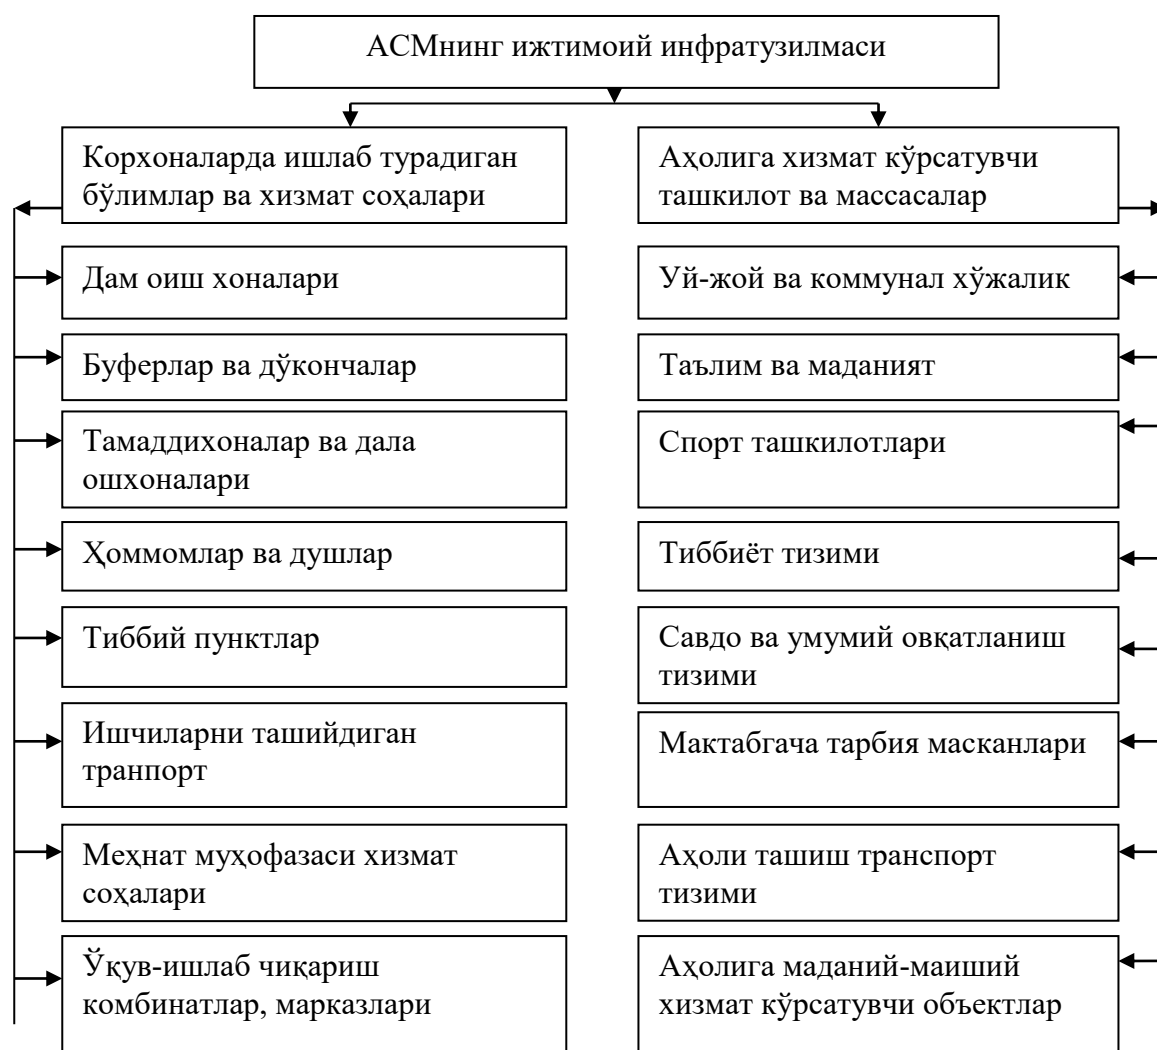 АСМнинг ижтимоий инфратузилмаси
Корхоналарда ишлаб турадиган
бўлимлар ва хизмат соҳалари
Дам оиш хоналари
Буферлар ва дўкончалар
Тамаддихоналар ва дала
ошхоналари
Ҳоммомлар ва душлар
Тиббий пунктлар
Ишчиларни ташийдиган
транпорт
Меҳнат муҳофазаси хизмат
соҳалари
Ўқув-ишлаб чиқариш
комбинатлар, марказлари
Аҳолига хизмат кўрсатувчи
ташкилот ва массасалар
Уй-жой ва коммунал хўжалик
Таълим ва маданият
Спорт ташкилотлари
Тиббиёт тизими
Савдо ва умумий овқатланиш
тизими
Мактабгача тарбия масканлари
Аҳоли ташиш транспорт
тизими
Аҳолига маданий-маиший
хизмат кўрсатувчи объектлар